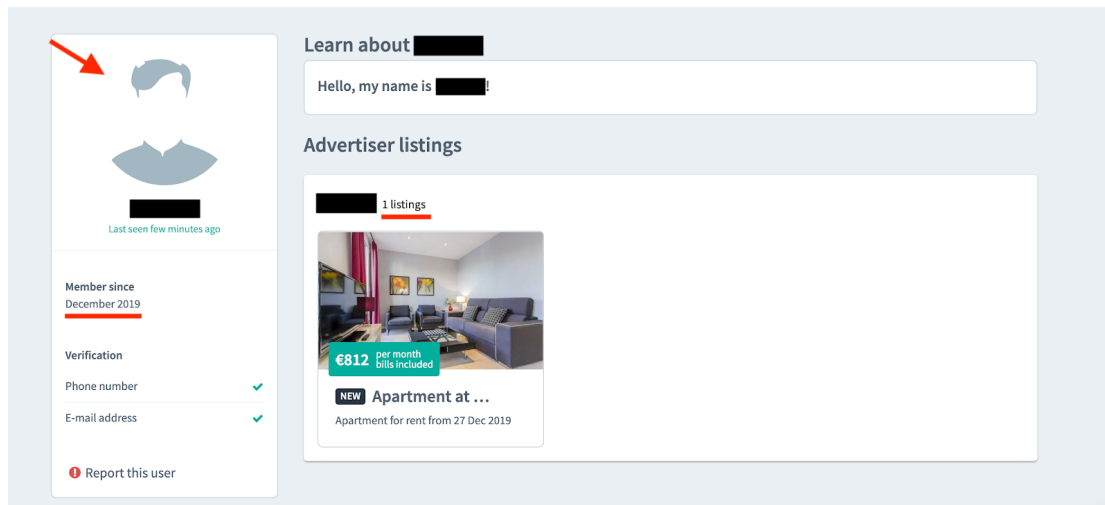 Learn about
Hello, my name is !
Advertiser listings
1 listings
Last seen few minutes ago
Member since
December 2019
Verification
Phone number
E-mail address
Report this user
€812 per month
bills included
NEW Apartment at ...
Apartment for rent from 27 Dec 2019